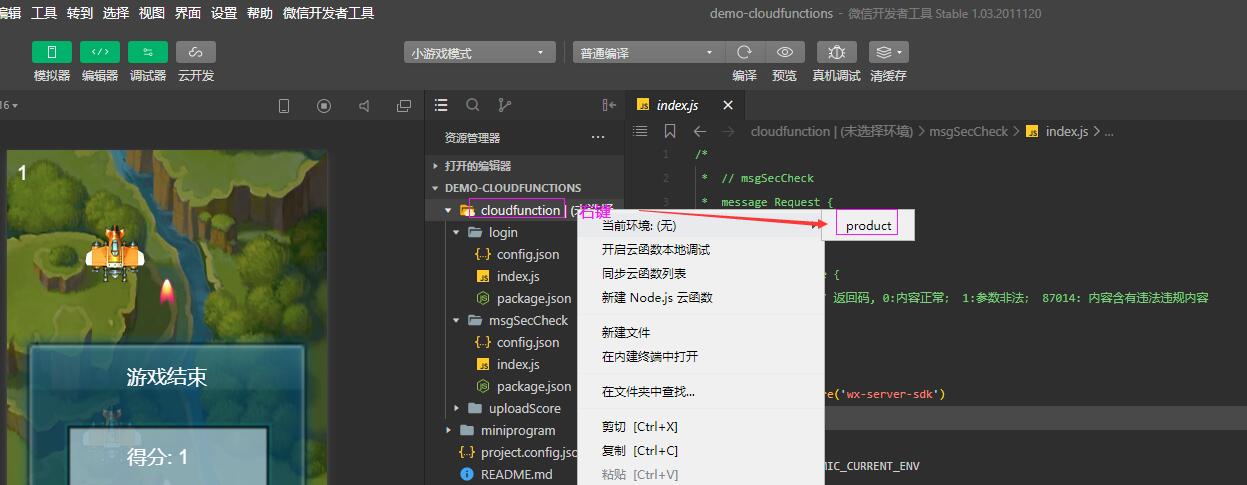 编辑 工具 转到 选择 视图 界面 设置 帮助 微信开发者工具
demo-cloudfunctions - 微信开发者工具 Stable 1.03.2011120
模拟器 编辑器 调试器 云开发
小游戏模式 普通编译
编译 预览 真机调试 清缓存
16
index.js
资源管理器
cloudfunction | (未选择环境) > msgSecCheck > index.js > ...
打开的编辑器
DEMO-CLOUDFUNCTIONS
cloudfunction | (未选择
右键
login
config.json
index.js
package.json
msgSecCheck
config.json
index.js
package.json
uploadScore
miniprogram
project.config.jso
README.md
1 /*
2 * // msgSecCheck
3 * message Request {
当前环境: (无)
product
开启云函数本地调试
同步云函数列表
新建 Node.js 云函数
新建文件
在内建终端中打开
在文件夹中查找...
剪切 [Ctrl+X]
复制 [Ctrl+C]
粘贴 [Ctrl+V]
e {
返回码, 0:内容正常; 1:参数非法; 87014: 内容含有违法违规内容
re('wx-server-sdk')
MIC_CURRENT_ENV
1
游戏结束
得分: 1